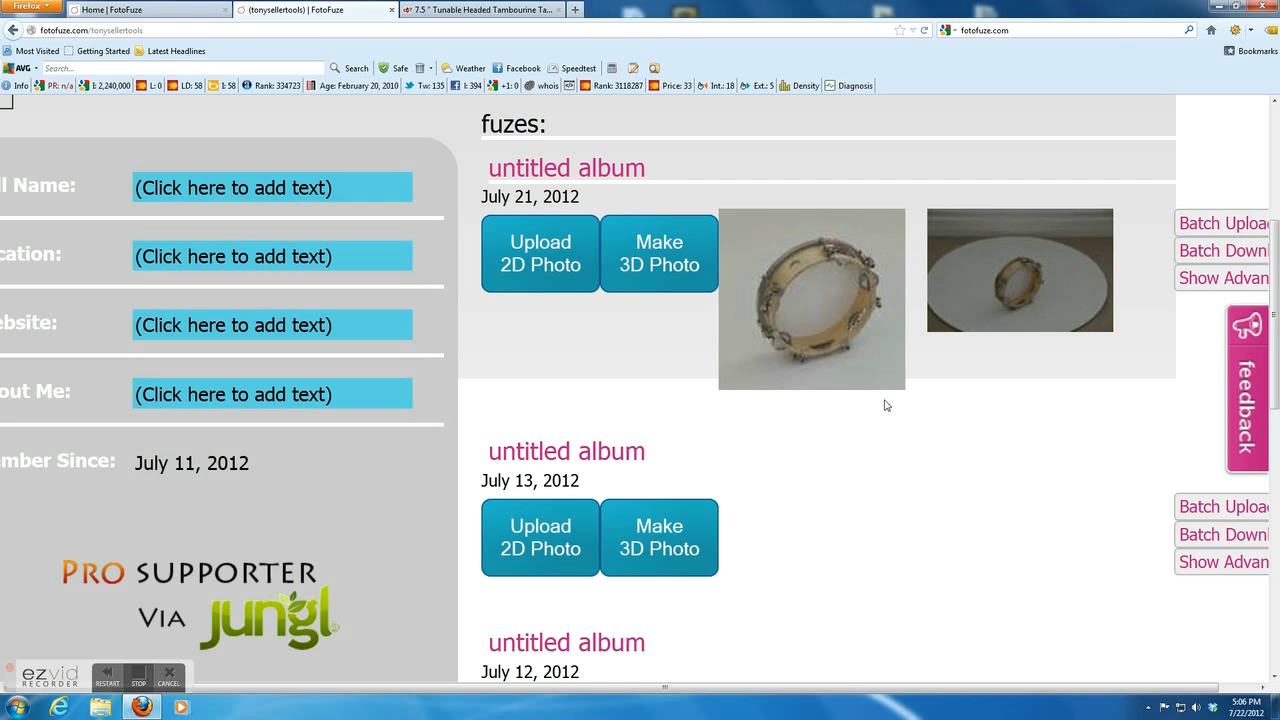 Firefox
Home | FotoFuze
(tonysellertools) | FotoFuze
7.5 " Tunable Headed Tambourine Ta...
fotofuze.com/tonysellertools
fotofuze.com
Most Visited
Getting Started
Latest Headlines
Bookmarks
AVG
Search...
Search
Safe
Weather
Facebook
Speedtest
Info
PR: n/a
I: 2,240,000
L: 0
LD: 58
I: 58
Rank: 334723
Age: February 20, 2010
Tw: 135
I: 394
+1: 0
whois
Rank: 3118287
Price: 33
Int.: 18
Ext.: 5
Density
Diagnosis
fuzes:
untitled album
July 21, 2012
Upload
2D Photo
Make
3D Photo
Batch Uploa
Batch Downl
Show Advan
feedback
ll Name:
(Click here to add text)
cation:
(Click here to add text)
ebsite:
(Click here to add text)
out Me:
(Click here to add text)
mber Since:
July 11, 2012
untitled album
July 13, 2012
Upload
2D Photo
Make
3D Photo
Batch Uploa
Batch Downl
Show Advan
PRO SUPPORTER
VIA jungl
untitled album
July 12, 2012
ezvid
RECORDER
RESTART
STOP
CANCEL
5:06 PM
7/22/2012